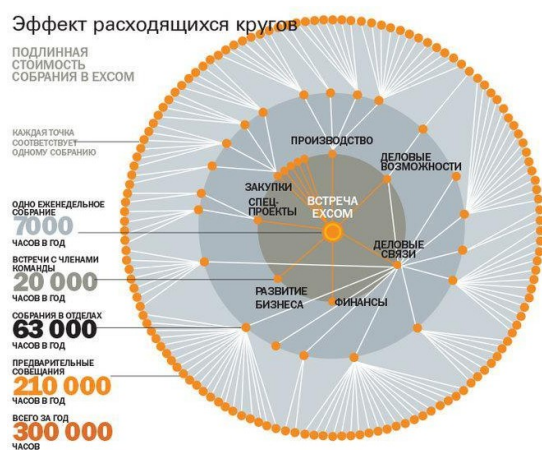 Эффект расходящихся кругов
ПОДЛИННАЯ
СТОИМОСТЬ
СОБРАНИЯ В EXCOM
КАЖДАЯ ТОЧКА
СООТВЕТСТВУЕТ
ОДНОМУ СОБРАНИЮ
ОДНО ЕЖЕНЕДЕЛЬНОЕ
СОБРАНИЕ
7000
ЧАСОВ В ГОД
ВСТРЕЧИ С ЧЛЕНАМИ
КОМАНДЫ
20 000
ЧАСОВ В ГОД
СОБРАНИЯ В ОТДЕЛАХ
63 000
ЧАСОВ В ГОД
ПРЕДВАРИТЕЛЬНЫЕ
СОВЕЩАНИЯ
210 000
ЧАСОВ В ГОД
ВСЕГО ЗА ГОД
300 000
ЧАСОВ
ПРОИЗВОДСТВО
ДЕЛОВЫЕ
ВОЗМОЖНОСТИ
ЗАКУПКИ
СПЕЦ-
ПРОЕКТЫ
ВСТРЕЧА
EXCOM
ДЕЛОВЫЕ
СВЯЗИ
РАЗВИТИЕ
БИЗНЕСА
ФИНАНСЫ